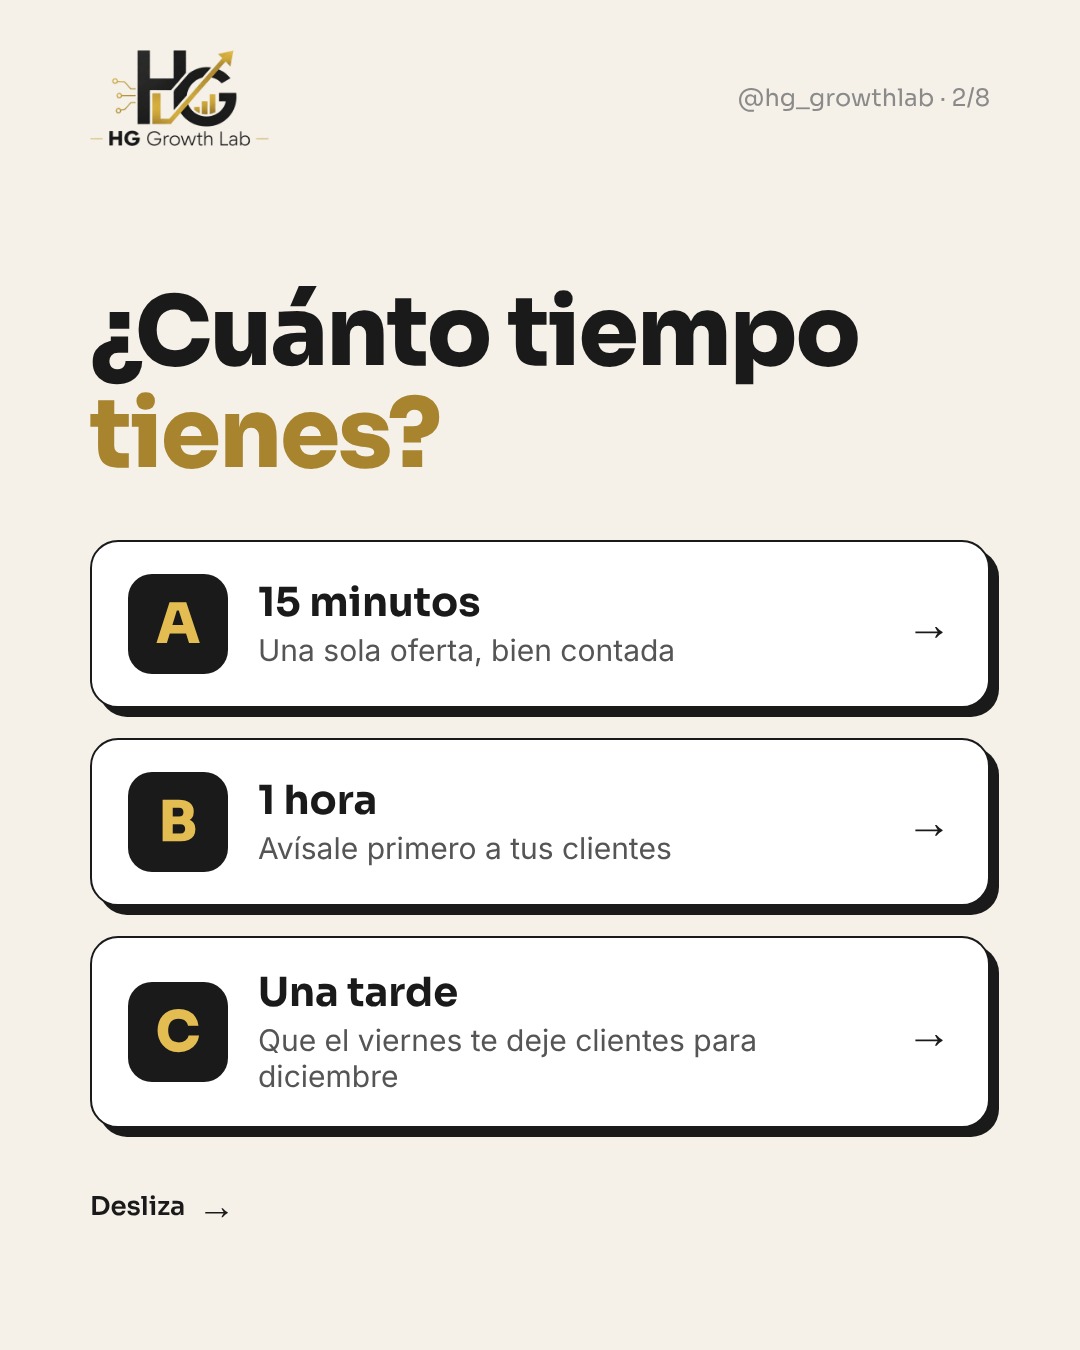 HG
HG Growth Lab
@hg_growthlab · 2/8
¿Cuánto tiempo
tienes?
A
15 minutos
Una sola oferta, bien contada
→
B
1 hora
Avísale primero a tus clientes
→
C
Una tarde
Que el viernes te deje clientes para
diciembre
→
Desliza →